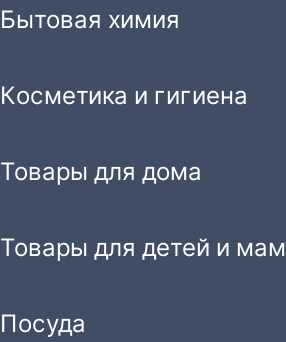 Бытовая химия
Косметика и гигиена
Товары для дома
Товары для детей и мам
Посуда